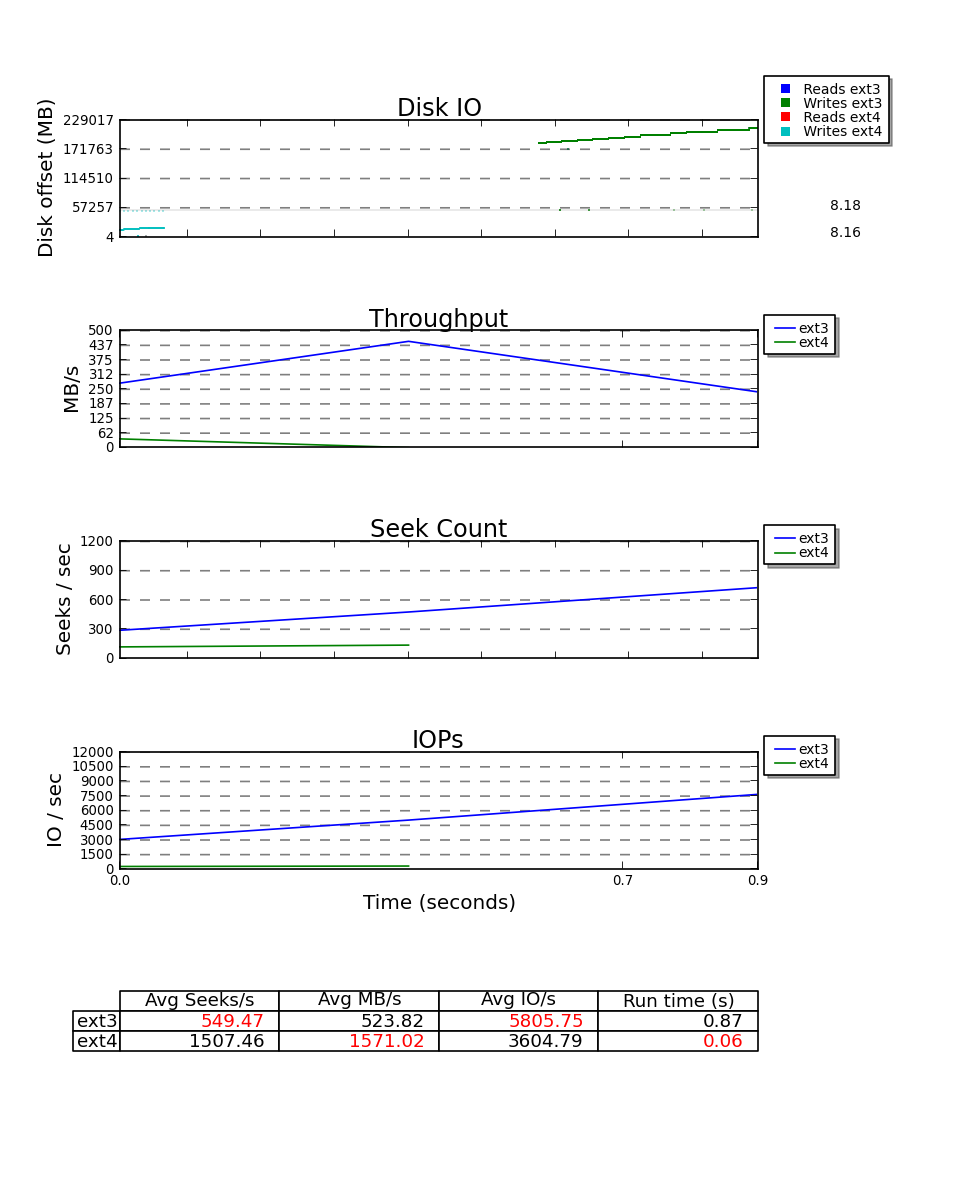 Disk IO
Disk offset (MB)
229017
171763
114510
57257
4
Reads ext3
Writes ext3
Reads ext4
Writes ext4
8.18
8.16
Throughput
MB/s
500
437
375
312
250
187
125
62
0
ext3
ext4
Seek Count
Seeks / sec
1200
900
600
300
0
ext3
ext4
IOPs
IO / sec
12000
10500
9000
7500
6000
4500
3000
1500
0
ext3
ext4
0.0 0.7 0.9
Time (seconds)
Avg Seeks/s Avg MB/s Avg IO/s Run time (s)
ext3 549.47 523.82 5805.75 0.87
ext4 1507.46 1571.02 3604.79 0.06